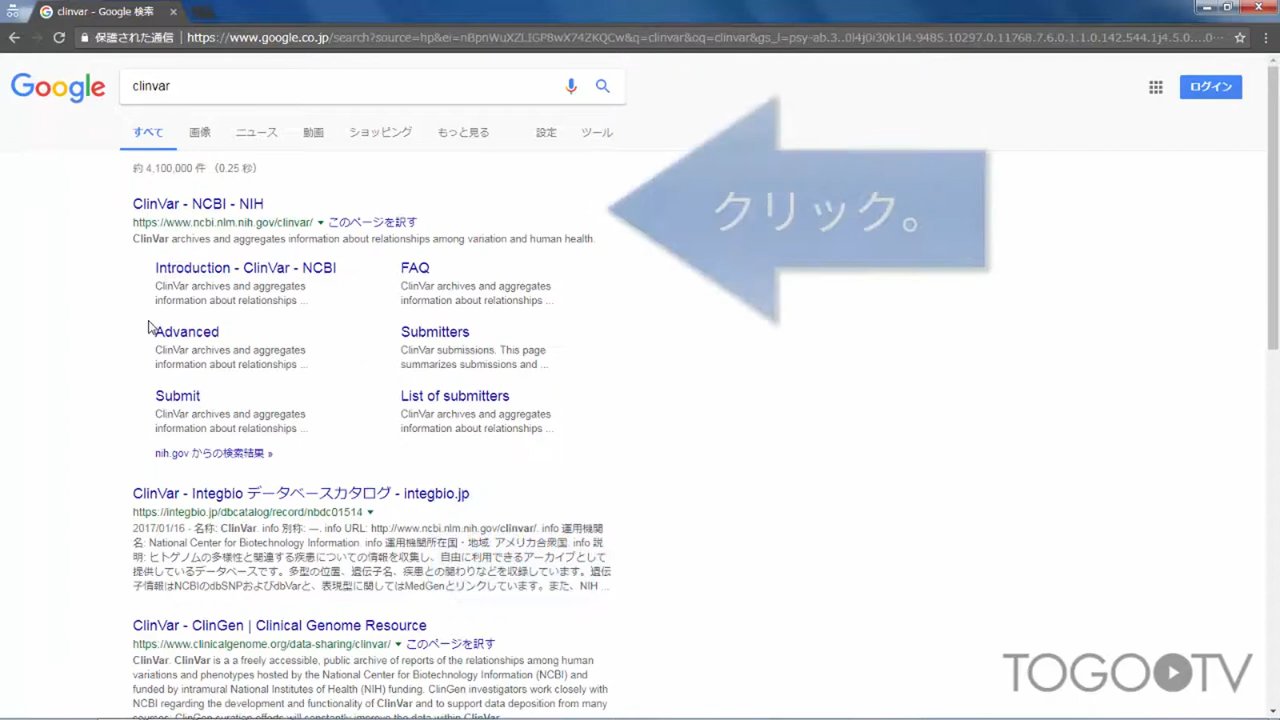 clinvar - Google 検索
保護された通信 https://www.google.co.jp/search?source=hp&ei=nBpnWuXZLIGP8wX74ZKQCw&q=clinvar&oq=clinvar&gs_l=psy-ab.3..0l4j0i30k1l4.9485.10297.0.11768.7.6.0.1.1.0.142.544.1j4.5.0....0…
Google clinvar ログイン
すべて 画像 ニュース 動画 ショッピング もっと見る 設定 ツール
約 4,100,000 件 (0.25 秒)
ClinVar - NCBI - NIH
https://www.ncbi.nlm.nih.gov/clinvar/ このページを訳す
ClinVar archives and aggregates information about relationships among variation and human health.
クリック。
Introduction - ClinVar - NCBI
ClinVar archives and aggregates
information about relationships ...
FAQ
ClinVar archives and aggregates
information about relationships ...
Advanced
ClinVar archives and aggregates
information about relationships ...
Submitters
ClinVar submissions. This page
summarizes submissions and ...
Submit
ClinVar archives and aggregates
information about relationships ...
List of submitters
ClinVar archives and aggregates
information about relationships ...
nih.gov からの検索結果 »
ClinVar - Integbio データベースカタログ - integbio.jp
https://integbio.jp/dbcatalog/record/nbdc01514
2017/01/16 - 名称: ClinVar. info 別称: —. info URL: http://www.ncbi.nlm.nih.gov/clinvar/. info 運用機関
名: National Center for Biotechnology Information. info 運用機関所在国・地域: アメリカ合衆国. info 説
明: ヒトゲノムの多様性と関連する疾患についての情報を収集し、自由に利用できるアーカイブとして
提供しているデータベースです。多型の位置、遺伝子名、疾患との関わりなどを収録しています。遺伝
子情報はNCBIのdbSNPおよびdbVarと、表現型に関してはMedGenとリンクしています。また、NIH ...
ClinVar - ClinGen | Clinical Genome Resource
https://www.clinicalgenome.org/data-sharing/clinvar/ このページを訳す
ClinVar. ClinVar is a a freely accessible, public archive of reports of the relationships among human
variations and phenotypes hosted by the National Center for Biotechnology Information (NCBI) and
funded by intramural National Institutes of Health (NIH) funding. ClinGen investigators work closely with
NCBI regarding the development and functionality of ClinVar and to support data deposition from many
sources. ClinGen curation efforts will constantly improve the data within ClinVar.
TOGO TV